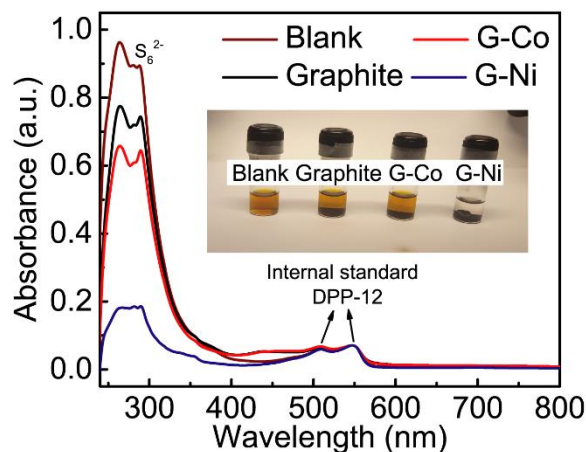 Blank G-Co
Graphite G-Ni
S₆²⁻
Blank Graphite G-Co G-Ni
Internal standard
DPP-12
Absorbance (a.u.)
1.0
0.8
0.6
0.4
0.2
0.0
300 400 500 600 700 800
Wavelength (nm)